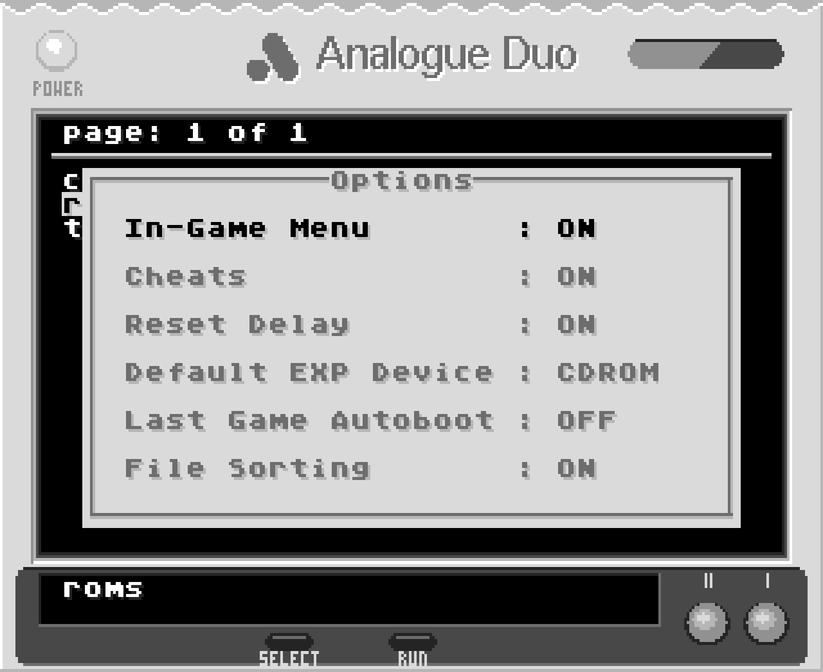 Analogue Duo
POWER
page: 1 of 1
c
r
t
Options
In-Game Menu : ON
Cheats : ON
Reset Delay : ON
Default EXP Device : CDROM
Last Game Autoboot : OFF
File Sorting : ON
roms
II I
SELECT RUN